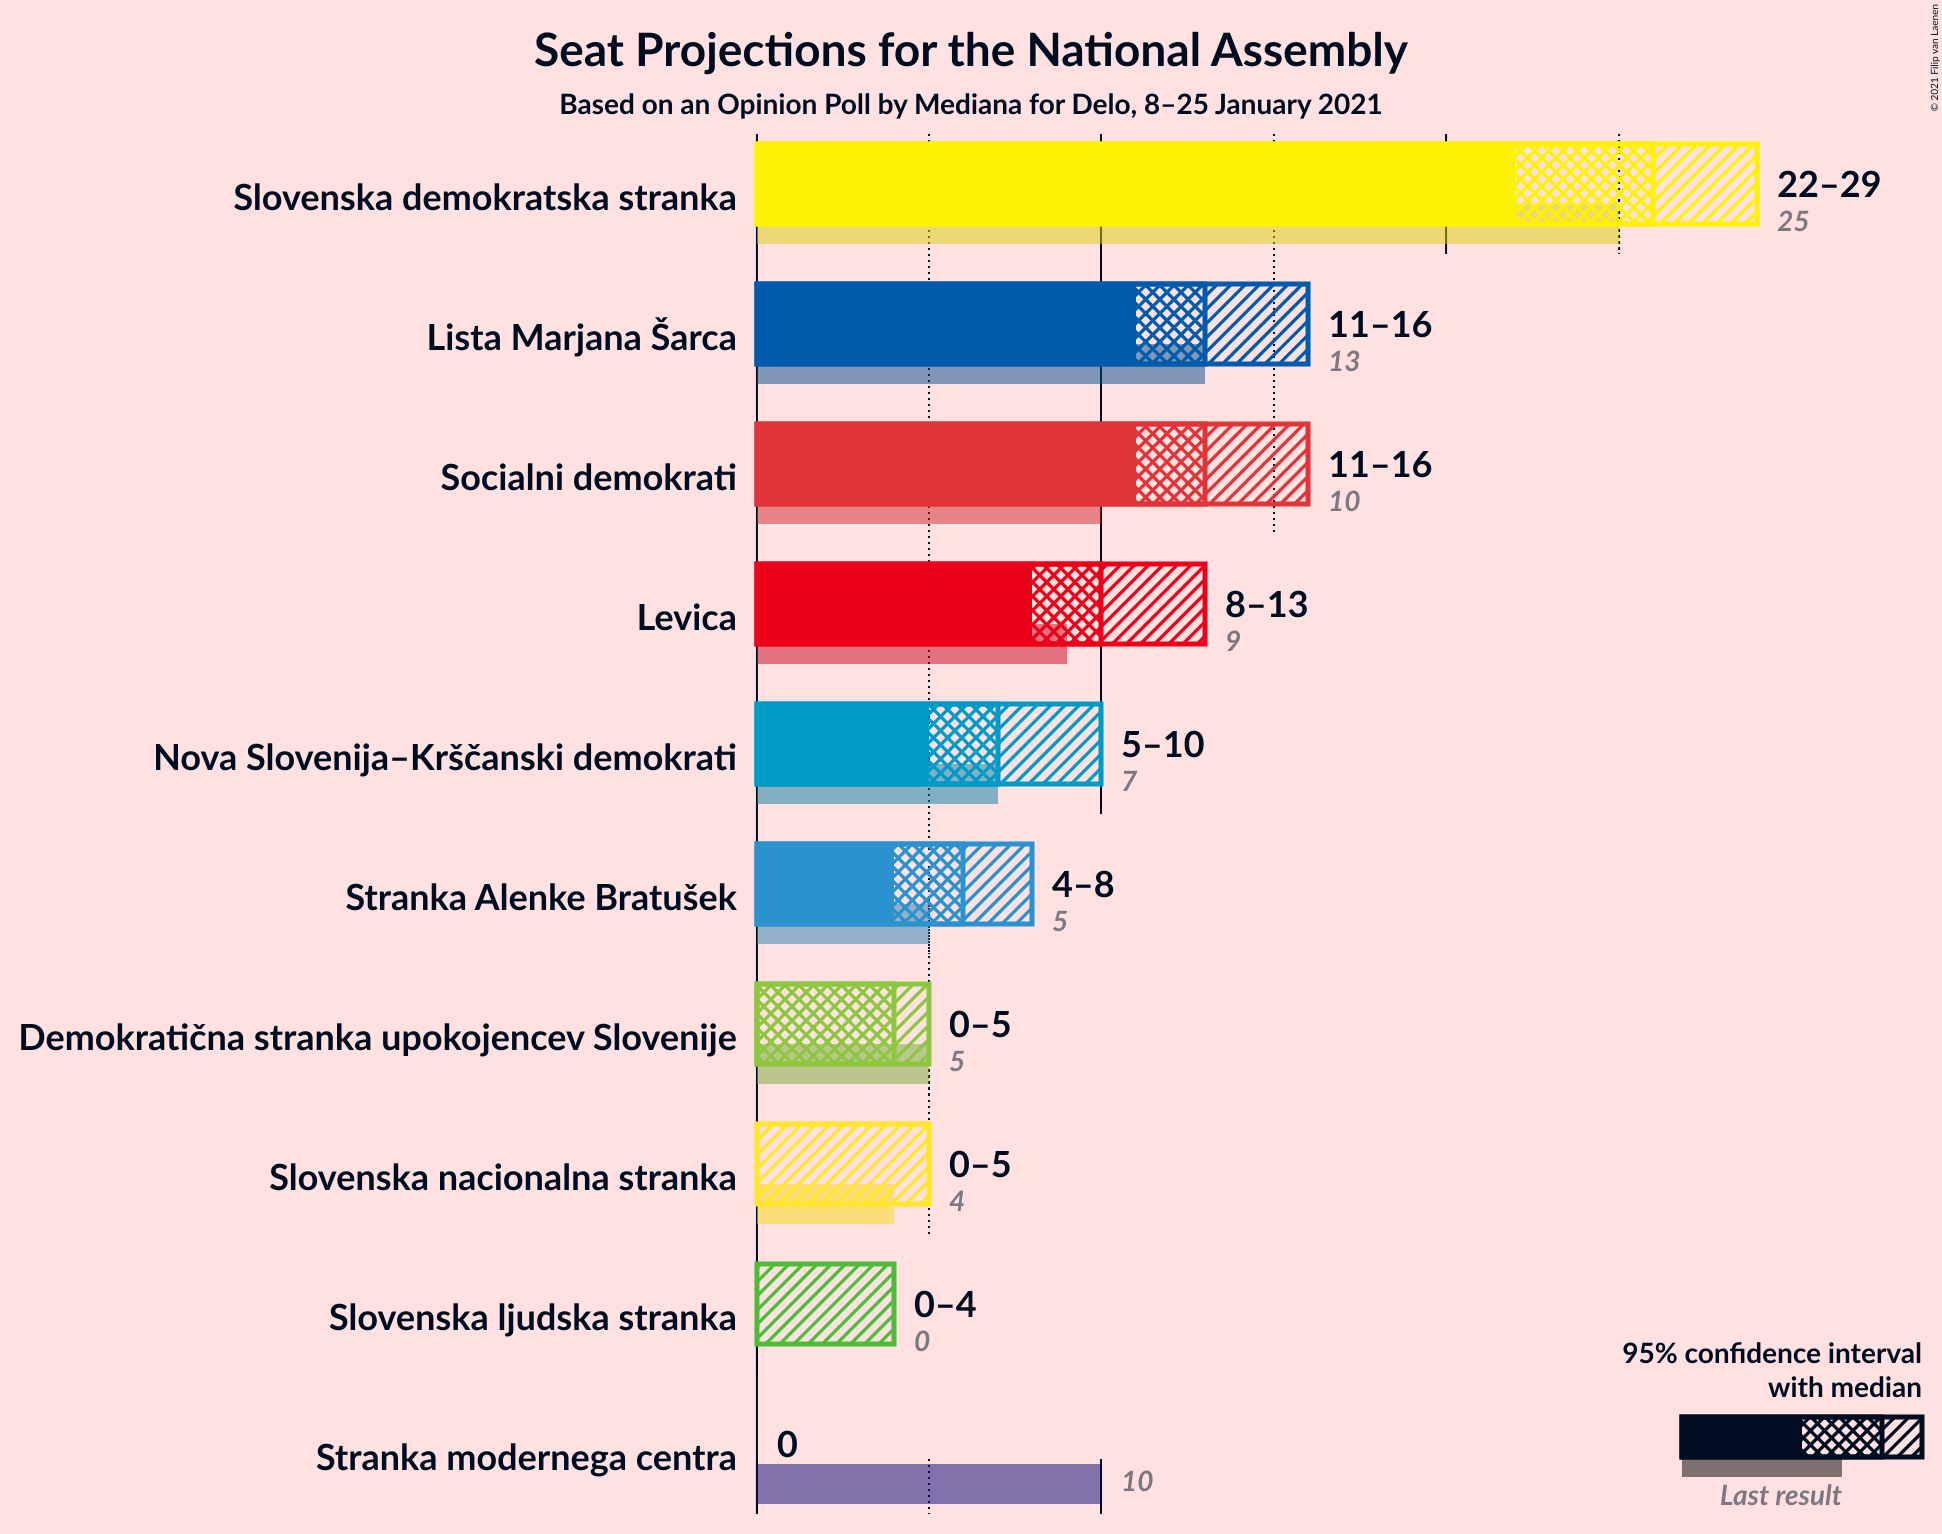 Seat Projections for the National Assembly
Based on an Opinion Poll by Mediana for Delo, 8–25 January 2021
© 2021 Filip van Laenen
Slovenska demokratska stranka
22–29
25
Lista Marjana Šarca
11–16
13
Socialni demokrati
11–16
10
Levica
8–13
9
Nova Slovenija–Krščanski demokrati
5–10
7
Stranka Alenke Bratušek
4–8
5
Demokratična stranka upokojencev Slovenije
0–5
5
Slovenska nacionalna stranka
0–5
4
Slovenska ljudska stranka
0–4
0
Stranka modernega centra
0
10
95% confidence interval
with median
Last result